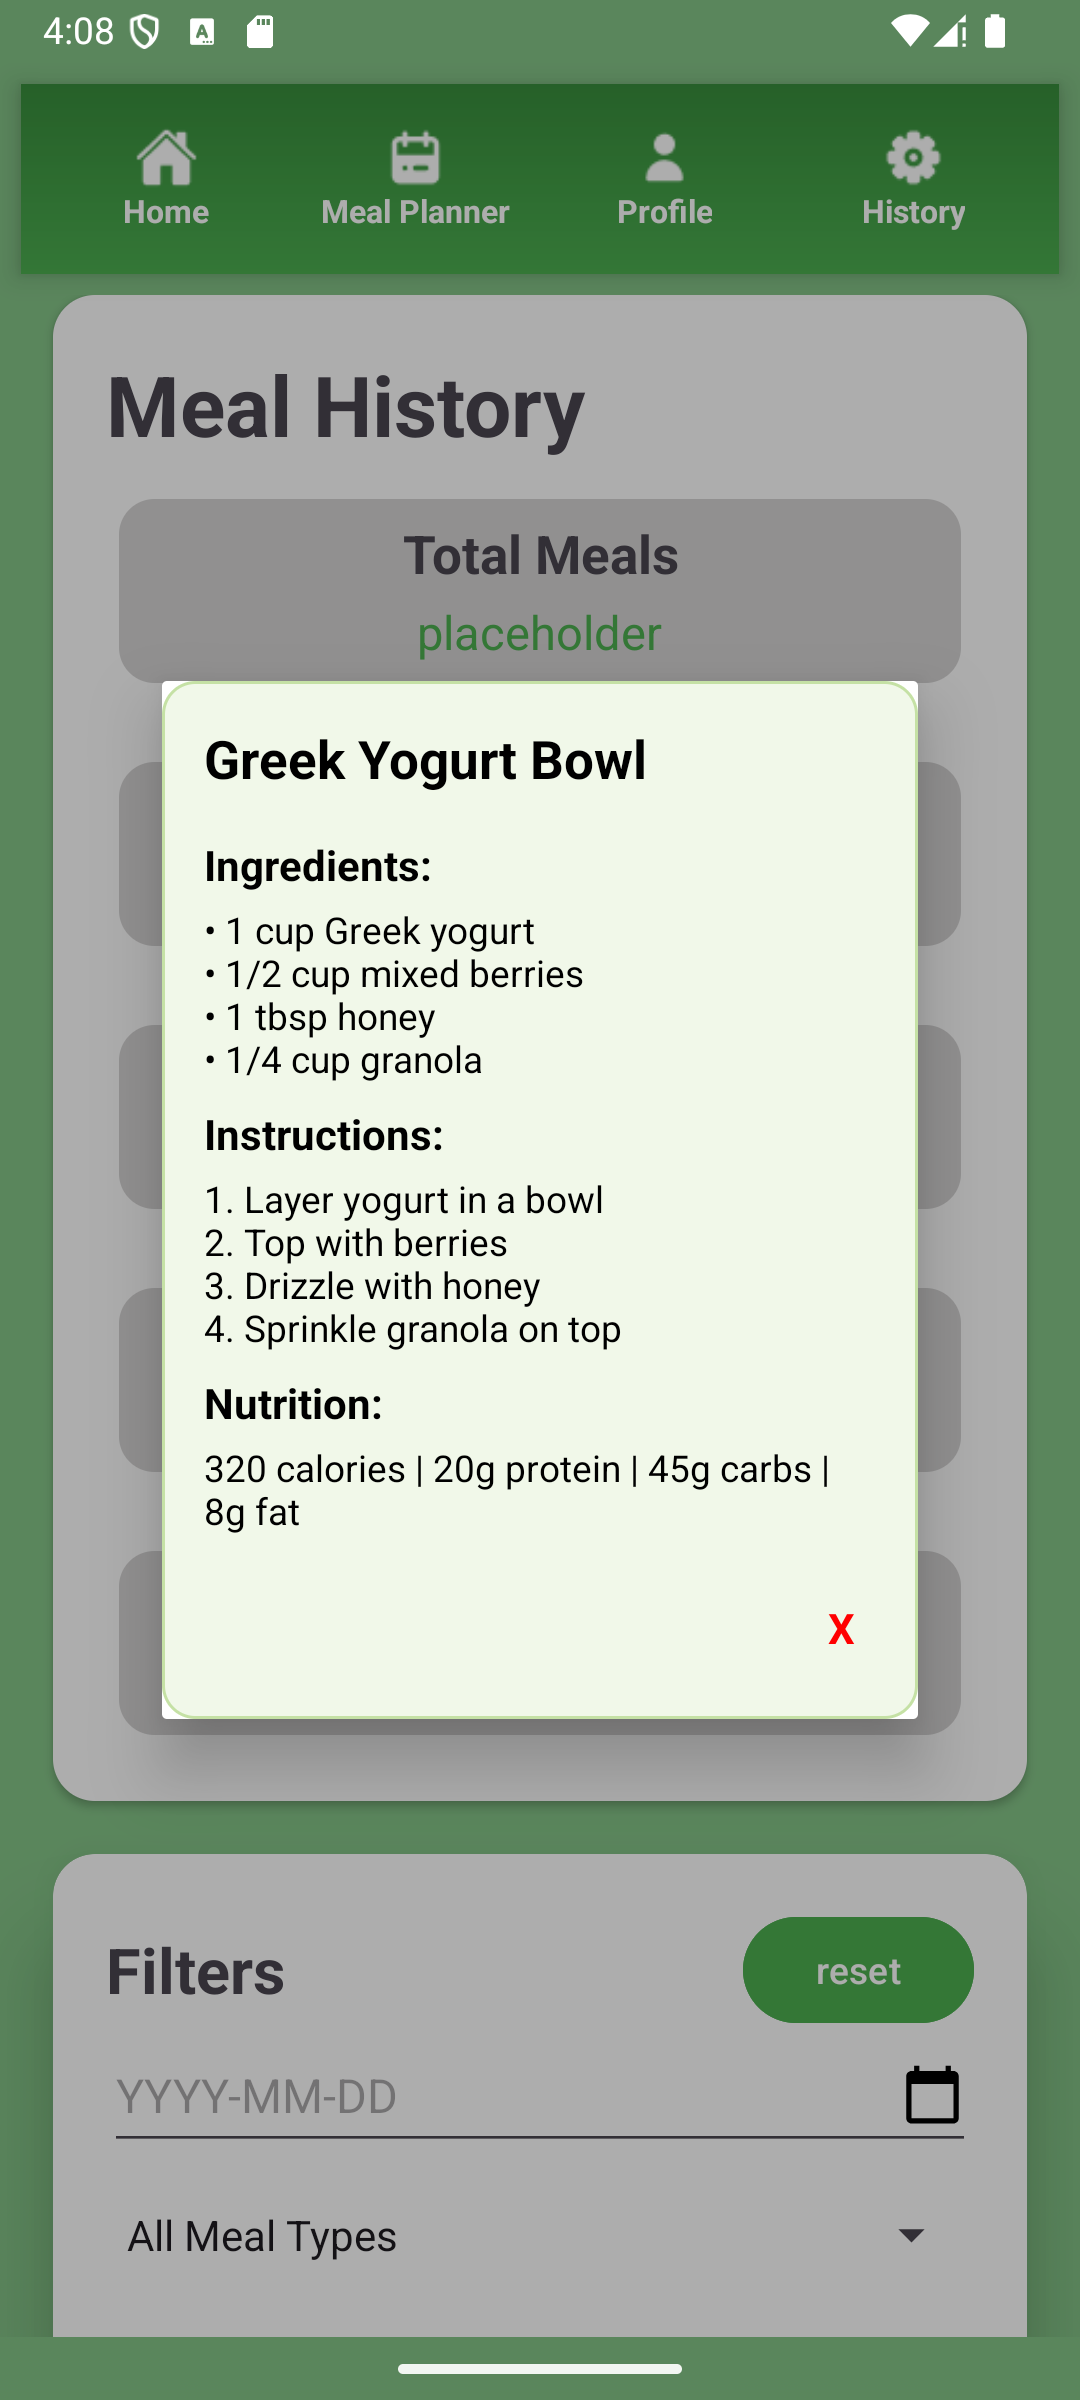 4:08
Home
Meal Planner
Profile
History
Meal History
Total Meals
placeholder
Greek Yogurt Bowl
Ingredients:
• 1 cup Greek yogurt
• 1/2 cup mixed berries
• 1 tbsp honey
• 1/4 cup granola
Instructions:
1. Layer yogurt in a bowl
2. Top with berries
3. Drizzle with honey
4. Sprinkle granola on top
Nutrition:
320 calories | 20g protein | 45g carbs |
8g fat
X
Filters
reset
YYYY-MM-DD
All Meal Types